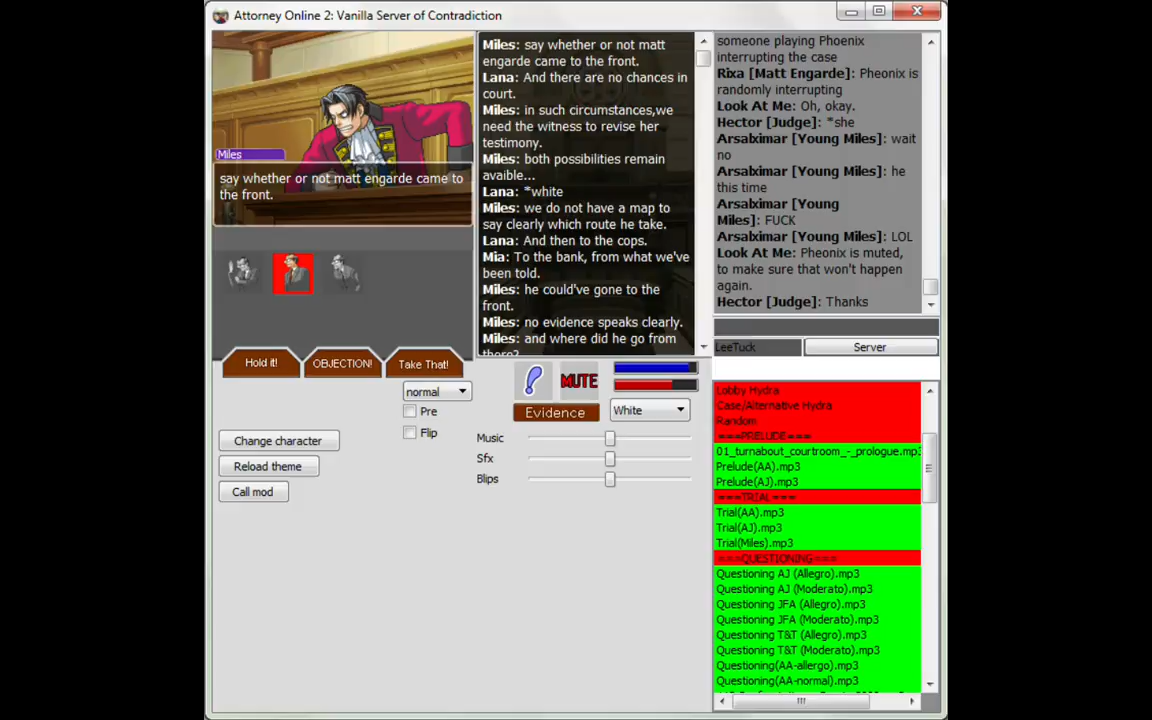 Attorney Online 2: Vanilla Server of Contradiction
Miles
say whether or not matt engarde came to
the front.
Hold it!
OBJECTION!
Take That!
normal
Pre
Flip
Change character
Reload theme
Call mod
Miles: say whether or not matt
engarde came to the front.
Lana: And there are no chances in
court.
Miles: in such circumstances,we
need the witness to revise her
testimony.
Miles: both possibilities remain
avaible...
Lana: *white
Miles: we do not have a map to
say clearly which route he take.
Lana: And then to the cops.
Mia: To the bank, from what we've
been told.
Miles: he could've gone to the
front.
Miles: no evidence speaks clearly.
Miles: and where did he go from
there?
MUTE
Evidence
White
Music
Sfx
Blips
someone playing Phoenix
interrupting the case
Rixa [Matt Engarde]: Pheonix is
randomly interrupting
Look At Me: Oh, okay.
Hector [Judge]: *she
Arsalximar [Young Miles]: wait
no
Arsalximar [Young Miles]: he
this time
Arsalximar [Young
Miles]: FUCK
Arsalximar [Young Miles]: LOL
Look At Me: Pheonix is muted,
to make sure that won't happen
again.
Hector [Judge]: Thanks
LeeTuck
Server
Lobby Hydra
Case/Alternative Hydra
Random
===PRELUDE===
01_turnabout_courtroom_-_prologue.mp3
Prelude(AA).mp3
Prelude(AJ).mp3
===TRIAL===
Trial(AA).mp3
Trial(AJ).mp3
Trial(Miles).mp3
===QUESTIONING===
Questioning AJ (Allegro).mp3
Questioning AJ (Moderato).mp3
Questioning JFA (Allegro).mp3
Questioning JFA (Moderato).mp3
Questioning T&T (Allegro).mp3
Questioning T&T (Moderato).mp3
Questioning(AA-allergo).mp3
Questioning(AA-normal).mp3